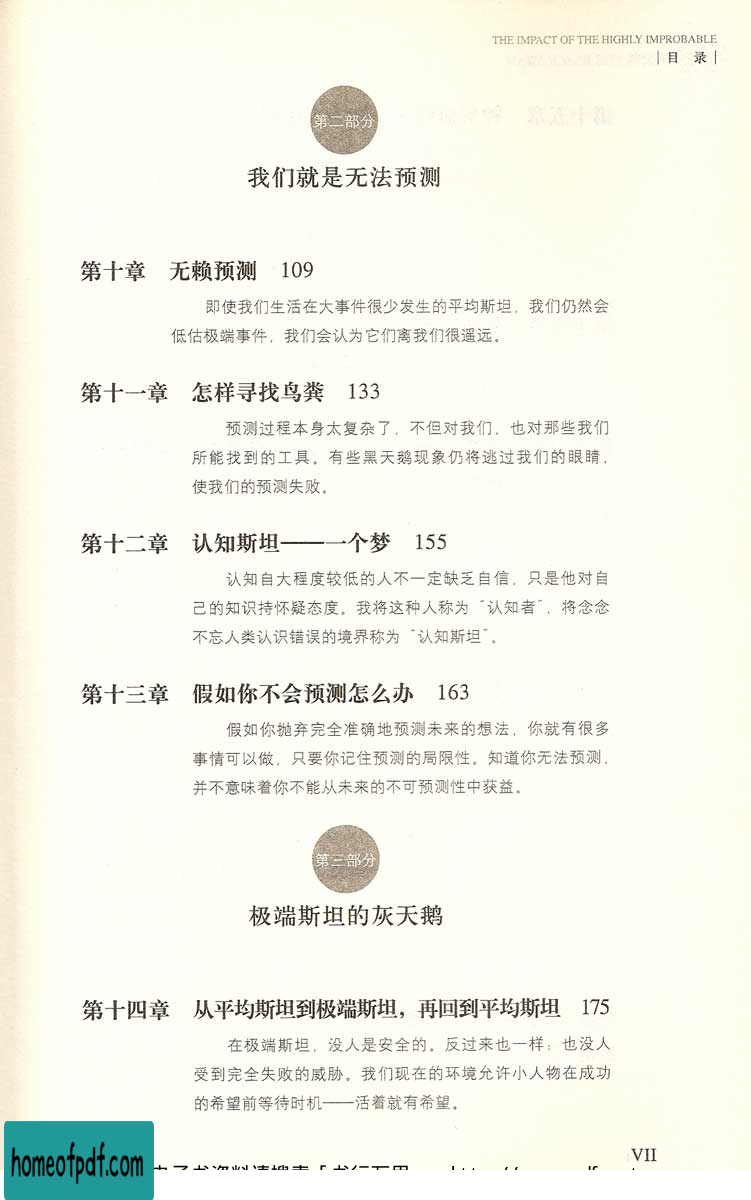 THE IMPACT OF THE HIGHLY IMPROBABLE
目 录
第二部分
我们就是无法预测
第十章 无赖预测 109
即使我们生活在大事件很少发生的平均斯坦，我们仍然会
低估极端事件，我们会认为它们离我们很遥远。
第十一章 怎样寻找鸟粪 133
预测过程本身太复杂了，不但对我们，也对那些我们
所能找到的工具。有些黑天鹅现象仍将逃过我们的眼睛，
使我们的预测失败。
第十二章 认知斯坦——一个梦 155
认知自大程度较低的人不一定缺乏自信，只是他对自
己的知识持怀疑态度。我将这种人称为“认知者”，将念念
不忘人类认识错误的境界称为“认知斯坦”。
第十三章 假如你不会预测怎么办 163
假如你抛弃完全准确地预测未来的想法，你就有很多
事情可以做，只要你记住预测的局限性。知道你无法预测，
并不意味着你不能从未来的不可预测性中获益。
第三部分
极端斯坦的灰天鹅
第十四章 从平均斯坦到极端斯坦，再回到平均斯坦 175
在极端斯坦，没人是安全的。反过来也一样：也没人
受到完全失败的威胁。我们现在的环境允许小人物在成功
的希望前等待时机——活着就有希望。
VII
homeofpdf.com